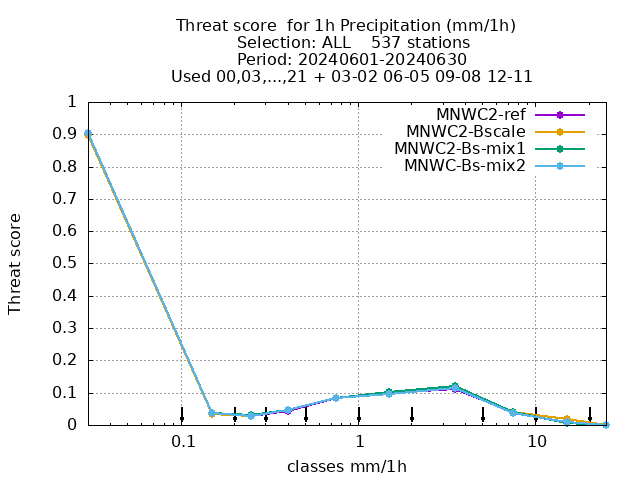 Threat score  for 1h Precipitation (mm/1h)
Selection: ALL    537 stations
Period: 20240601-20240630
Used 00,03,...,21 + 03-02 06-05 09-08 12-11
MNWC2-ref
MNWC2-Bscale
MNWC2-Bs-mix1
MNWC-Bs-mix2
Threat score
1
0.9
0.8
0.7
0.6
0.5
0.4
0.3
0.2
0.1
0
0.1 1 10
classes mm/1h